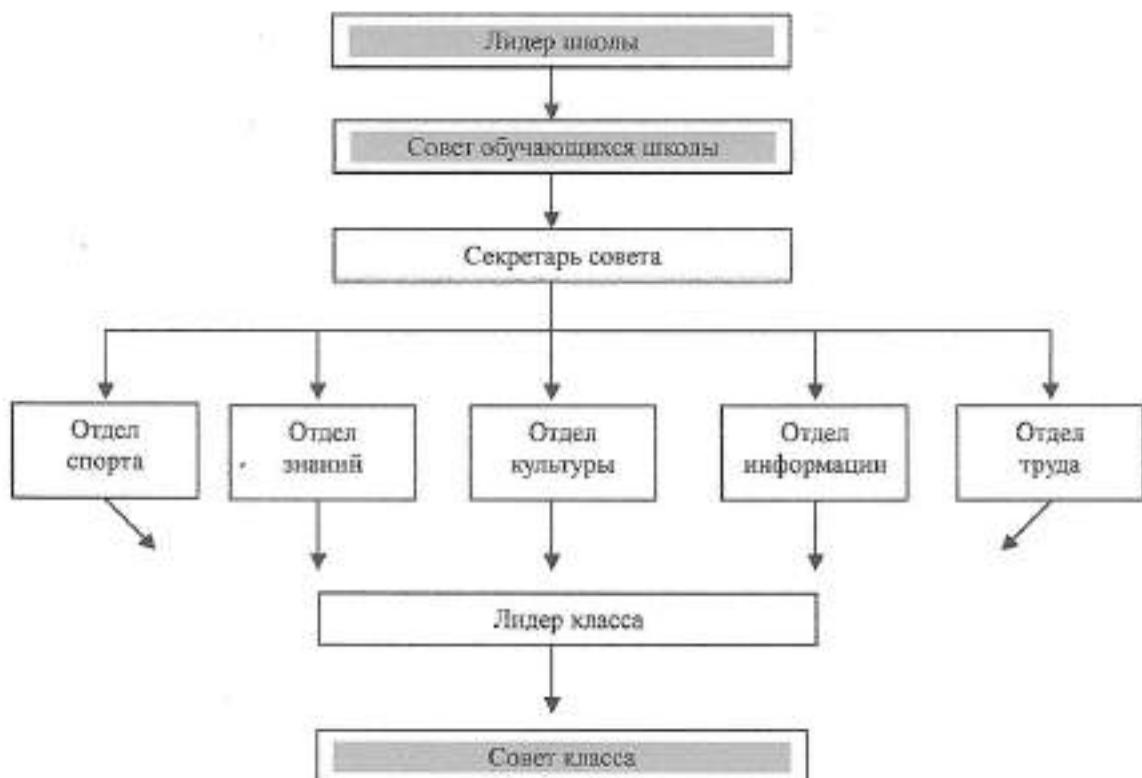 Лидер школы
Совет обучающихся школы
Секретарь совета
Отдел
спорта
Отдел
знаний
Отдел
культуры
Отдел
информации
Отдел
труда
Лидер класса
Совет класса